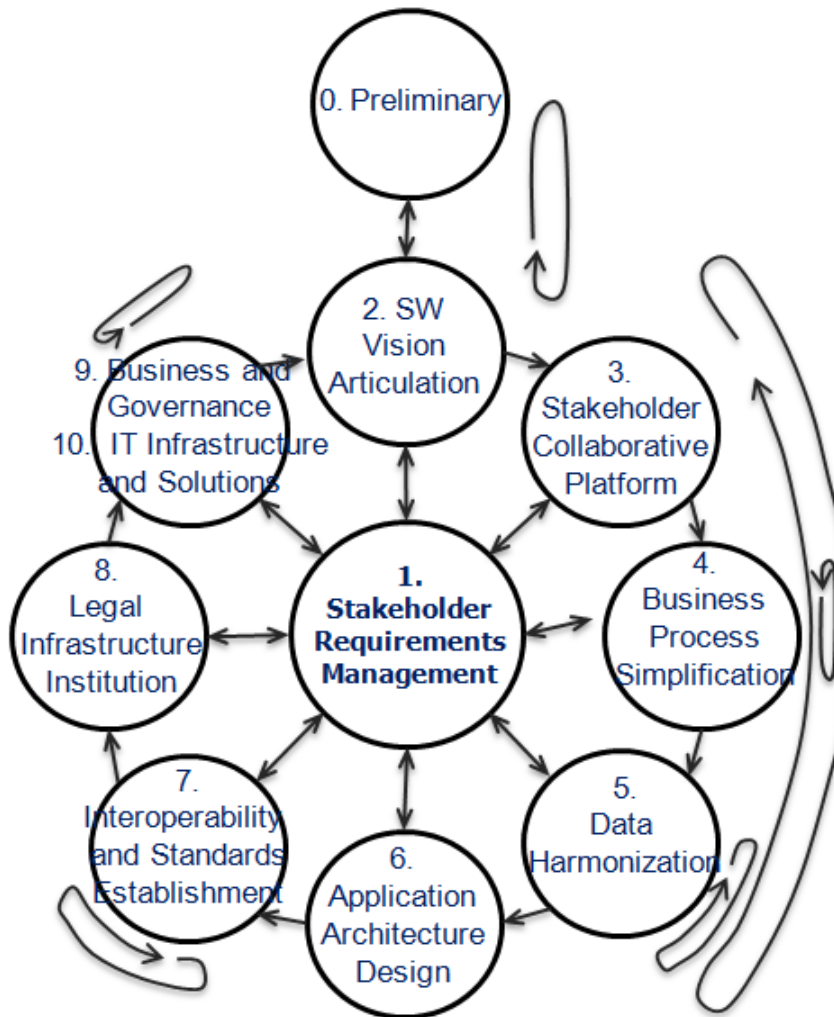 0. Preliminary
2. SW
Vision
Articulation
3.
Stakeholder
Collaborative
Platform
4.
Business
Process
Simplification
5.
Data
Harmonization
6.
Application
Architecture
Design
7.
Interoperability
and Standards
Establishment
8.
Legal
Infrastructure
Institution
9. Business and
Governance
10. IT Infrastructure
and Solutions
1.
Stakeholder
Requirements
Management